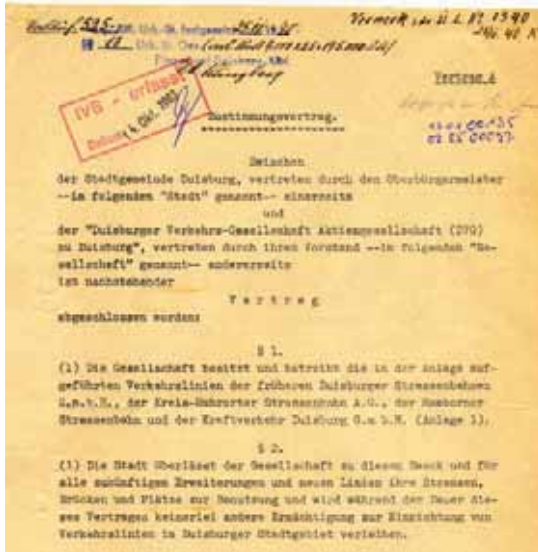 Vertrag.
IVB - erfasst
Datum: 4. Okt. 1983
Zustimmungsvertrag.
Zwischen
der Stadtgemeinde Duisburg, vertreten durch den Oberbürgermeister
--im folgenden "Stadt" genannt-- einerseits
und
der "Duisburger Verkehrs-Gesellschaft Aktiengesellschaft (DVG)
zu Duisburg", vertreten durch ihren Vorstand --im folgenden "Ge-
sellschaft" genannt-- andererseits
ist nachstehender
Vertrag
abgeschlossen worden:
§ 1.
(1) Die Gesellschaft besitzt und betreibt die in der Anlage auf-
geführten Verkehrslinien der früheren Duisburger Strassenbahnen
G.m.b.H., der Kreis-Ruhrorter Strassenbahn A.G., der Hamborner
Strassenbahn und der Kraftverkehr Duisburg G.m.b.H. (Anlage 1).
§ 2.
(1) Die Stadt überlässt der Gesellschaft zu diesem Zweck und für
alle zukünftigen Erweiterungen und neuen Linien ihre Strassen,
Brücken und Plätze zur Benutzung und wird während der Dauer die-
ses Vertrages keinerlei andere Ermächtigung zur Einrichtung von
Verkehrslinien im Duisburger Stadtgebiet verleihen.